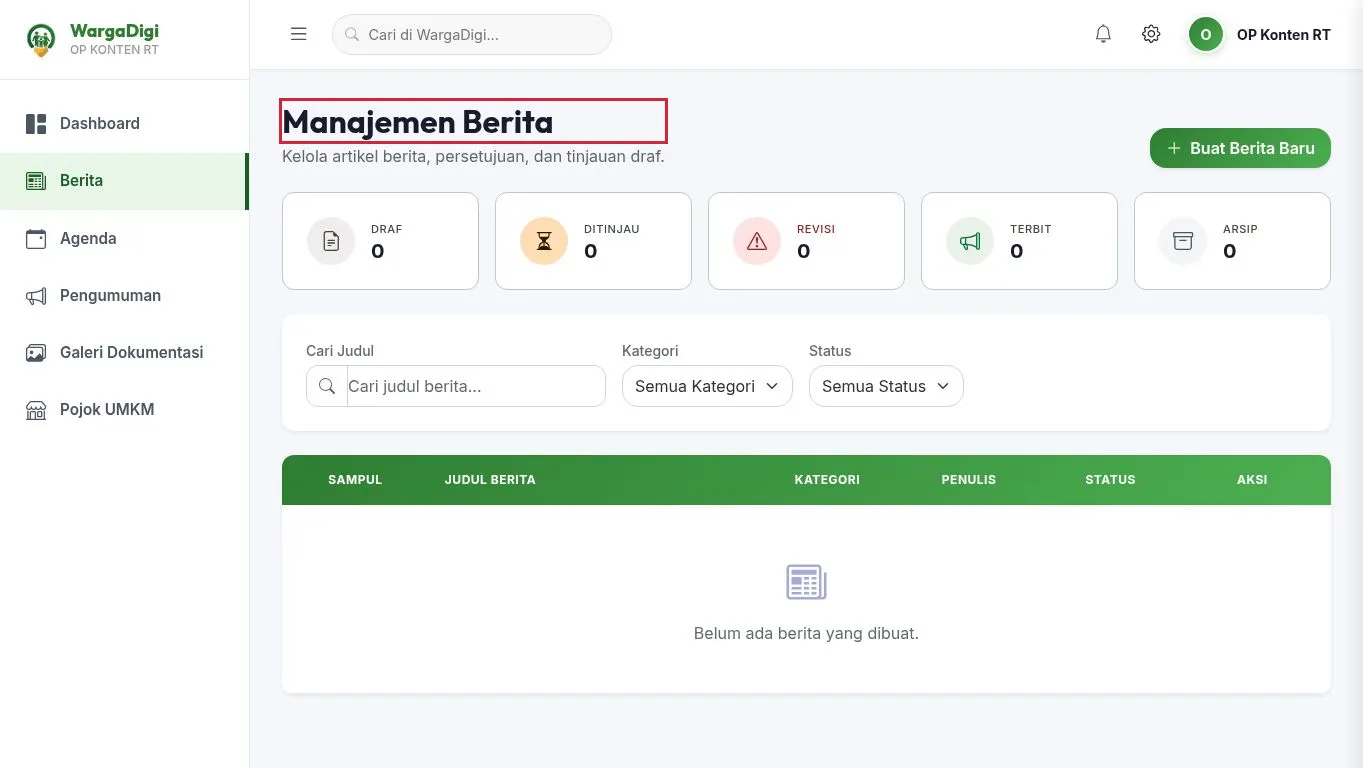 WargaDigi
OP KONTEN RT
Cari di WargaDigi...
O
OP Konten RT
Dashboard
Berita
Agenda
Pengumuman
Galeri Dokumentasi
Pojok UMKM
Manajemen Berita
Kelola artikel berita, persetujuan, dan tinjauan draf.
Buat Berita Baru
DRAF
0
DITINJAU
0
REVISI
0
TERBIT
0
ARSIP
0
Cari Judul
Cari judul berita...
Kategori
Semua Kategori
Status
Semua Status
SAMPUL JUDUL BERITA KATEGORI PENULIS STATUS AKSI
Belum ada berita yang dibuat.